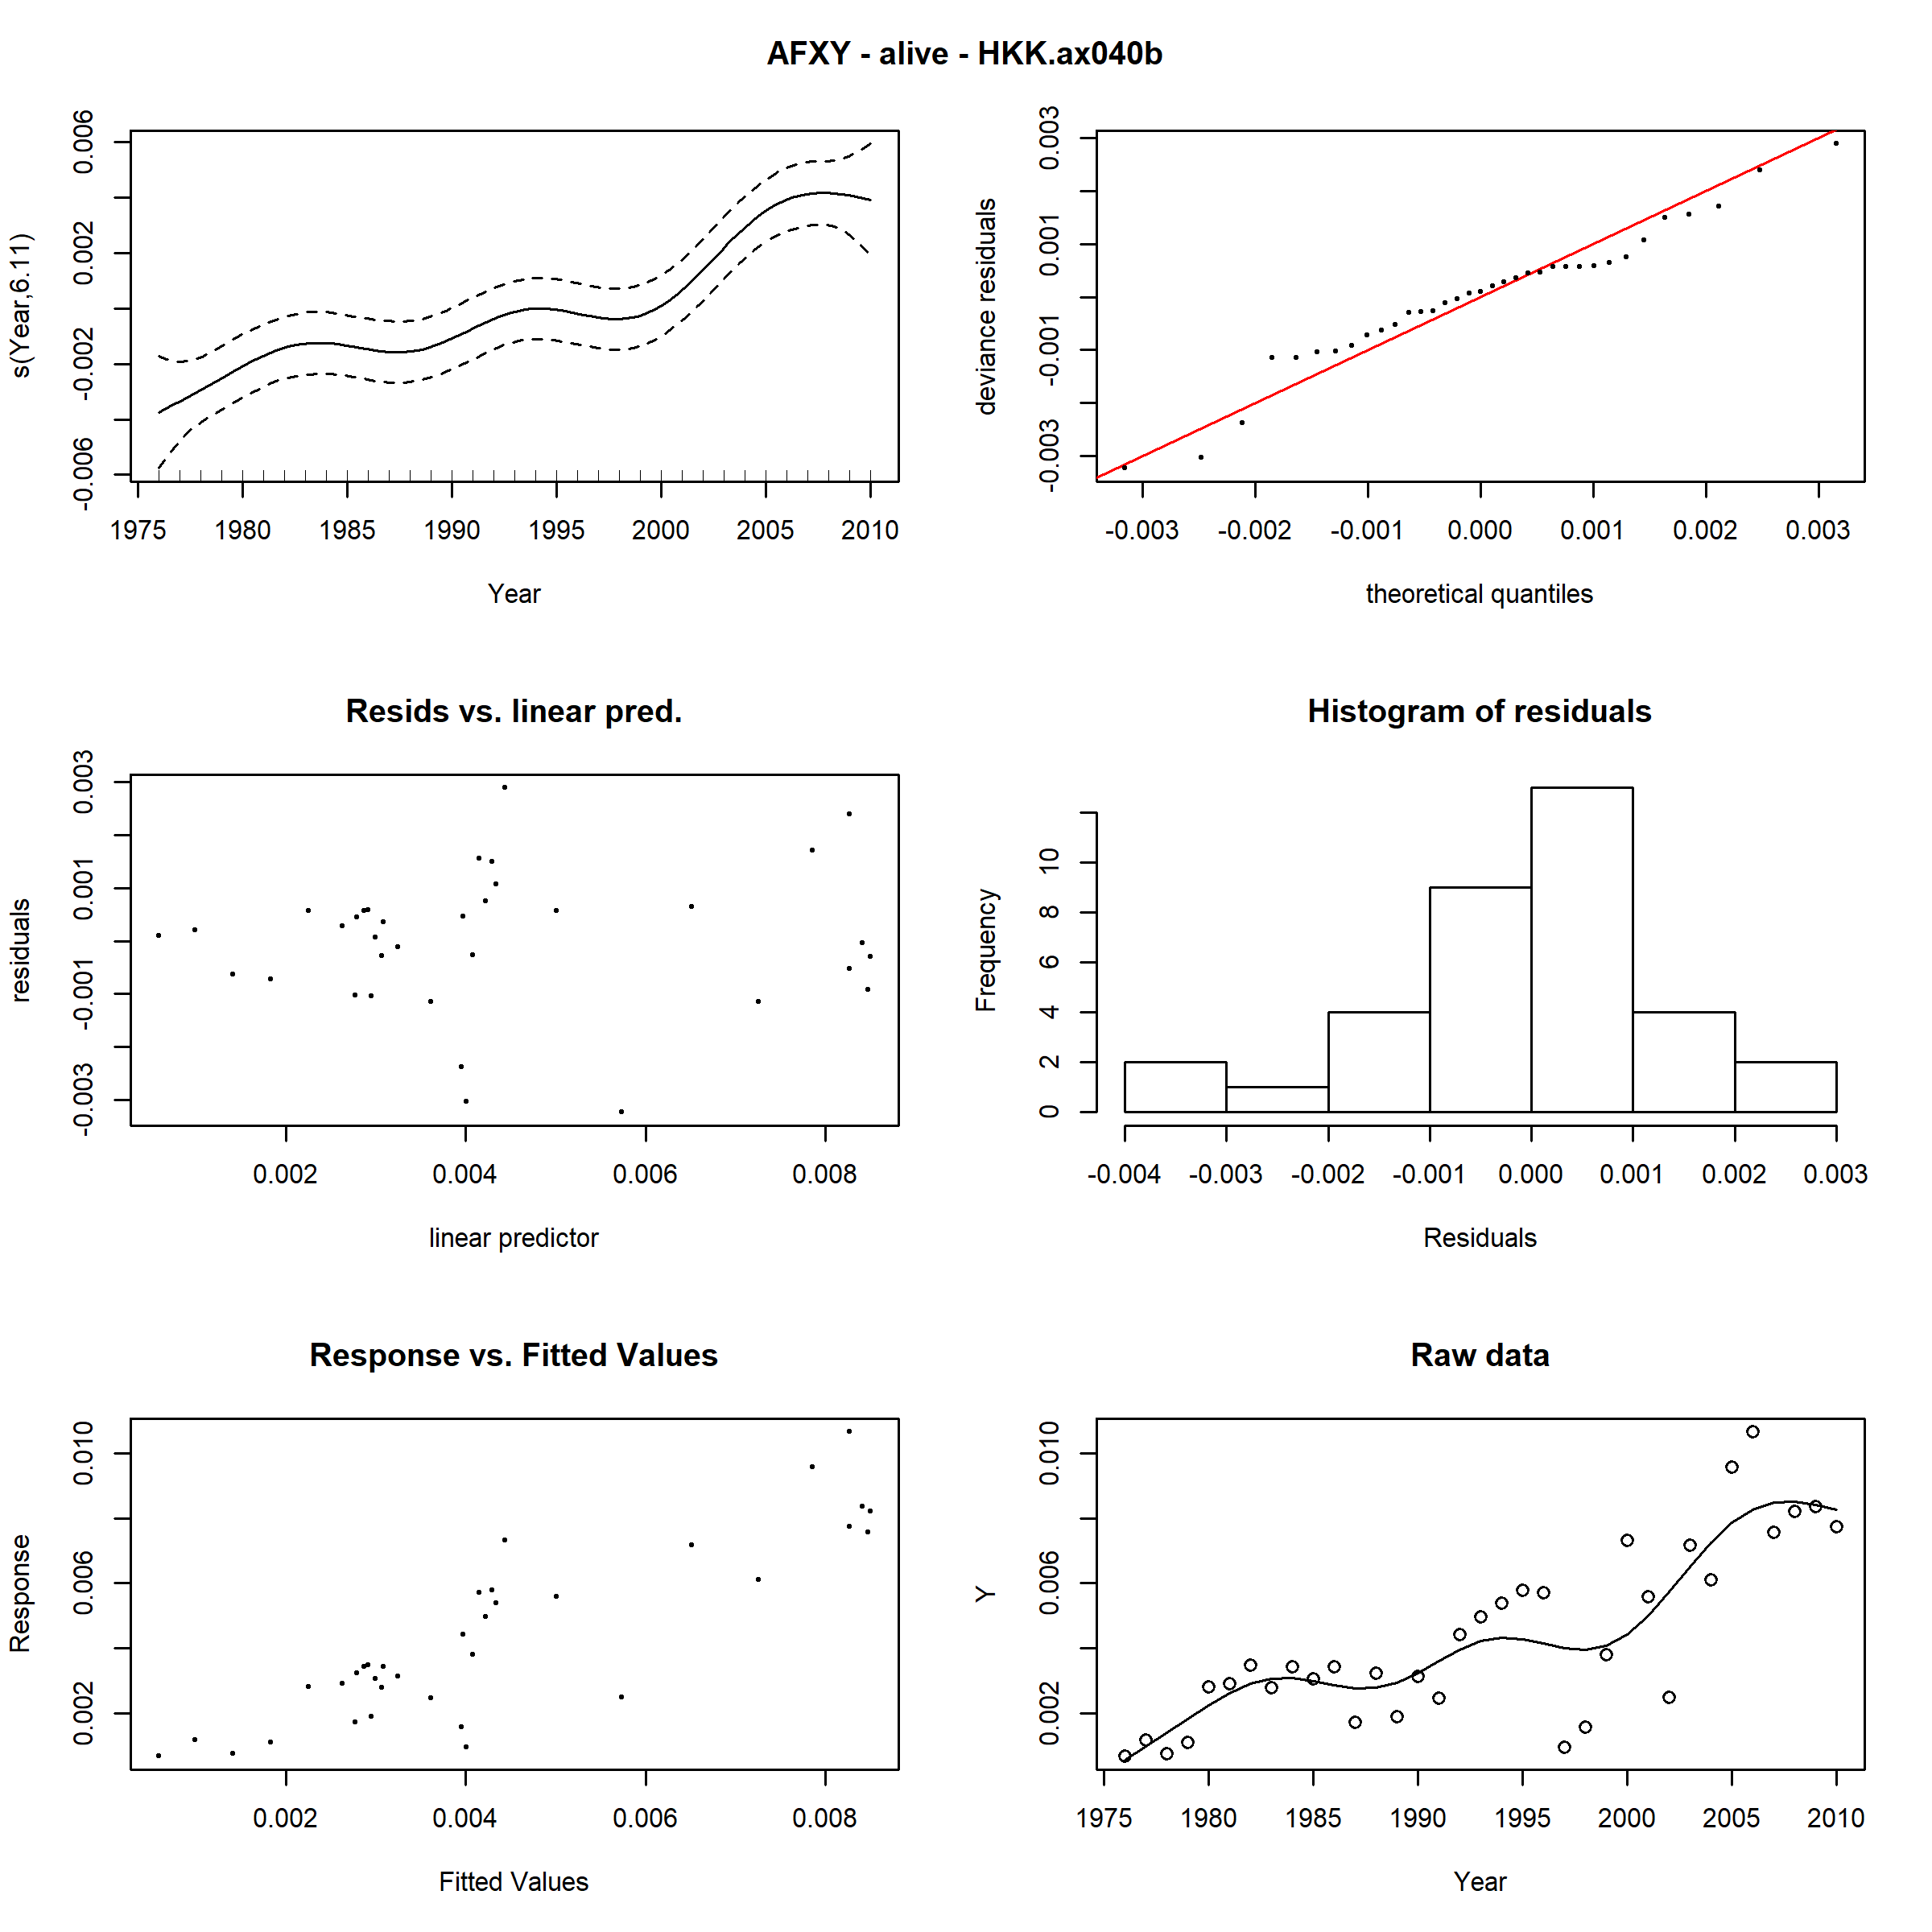 AFXY - alive - HKK.ax040b
s(Year,6.11)
0.006
0.002
-0.002
-0.006
1975 1980 1985 1990 1995 2000 2005 2010
Year
deviance residuals
0.003
0.001
-0.001
-0.003
-0.003 -0.002 -0.001 0.000 0.001 0.002 0.003
theoretical quantiles
Resids vs. linear pred.
residuals
0.003
0.001
-0.001
-0.003
0.002 0.004 0.006 0.008
linear predictor
Histogram of residuals
Frequency
10
8
6
4
2
0
-0.004 -0.003 -0.002 -0.001 0.000 0.001 0.002 0.003
Residuals
Response vs. Fitted Values
Response
0.010
0.006
0.002
0.002 0.004 0.006 0.008
Fitted Values
Raw data
Y
0.010
0.006
0.002
1975 1980 1985 1990 1995 2000 2005 2010
Year